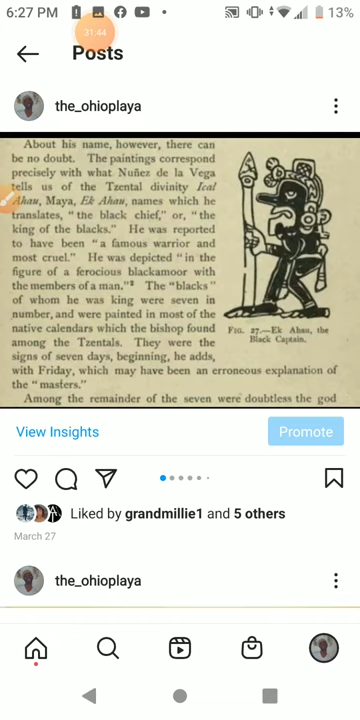 6:27 PM
13%
31:44
Posts
the_ohioplaya
About his name, however, there can
be no doubt. The paintings correspond
precisely with what Nuñez de la Vega
tells us of the Tzental divinity Ical
Ahau, Maya, Ek Ahau, names which he
translates, "the black chief," or, "the
king of the blacks." He was reported
to have been "a famous warrior and
most cruel." He was depicted "in the
figure of a ferocious blackamoor with
the members of a man."² The "blacks"
of whom he was king were seven in
number, and were painted in most of the
native calendars which the bishop found
among the Tzentals. They were the
signs of seven days, beginning, he adds,
with Friday, which may have been an erroneous explanation of
the "masters."
Among the remainder of the seven were doubtless the god
FIG. 27.—Ek Ahau, the
Black Captain.
View Insights
Promote
Liked by grandmillie1 and 5 others
March 27
the_ohioplaya